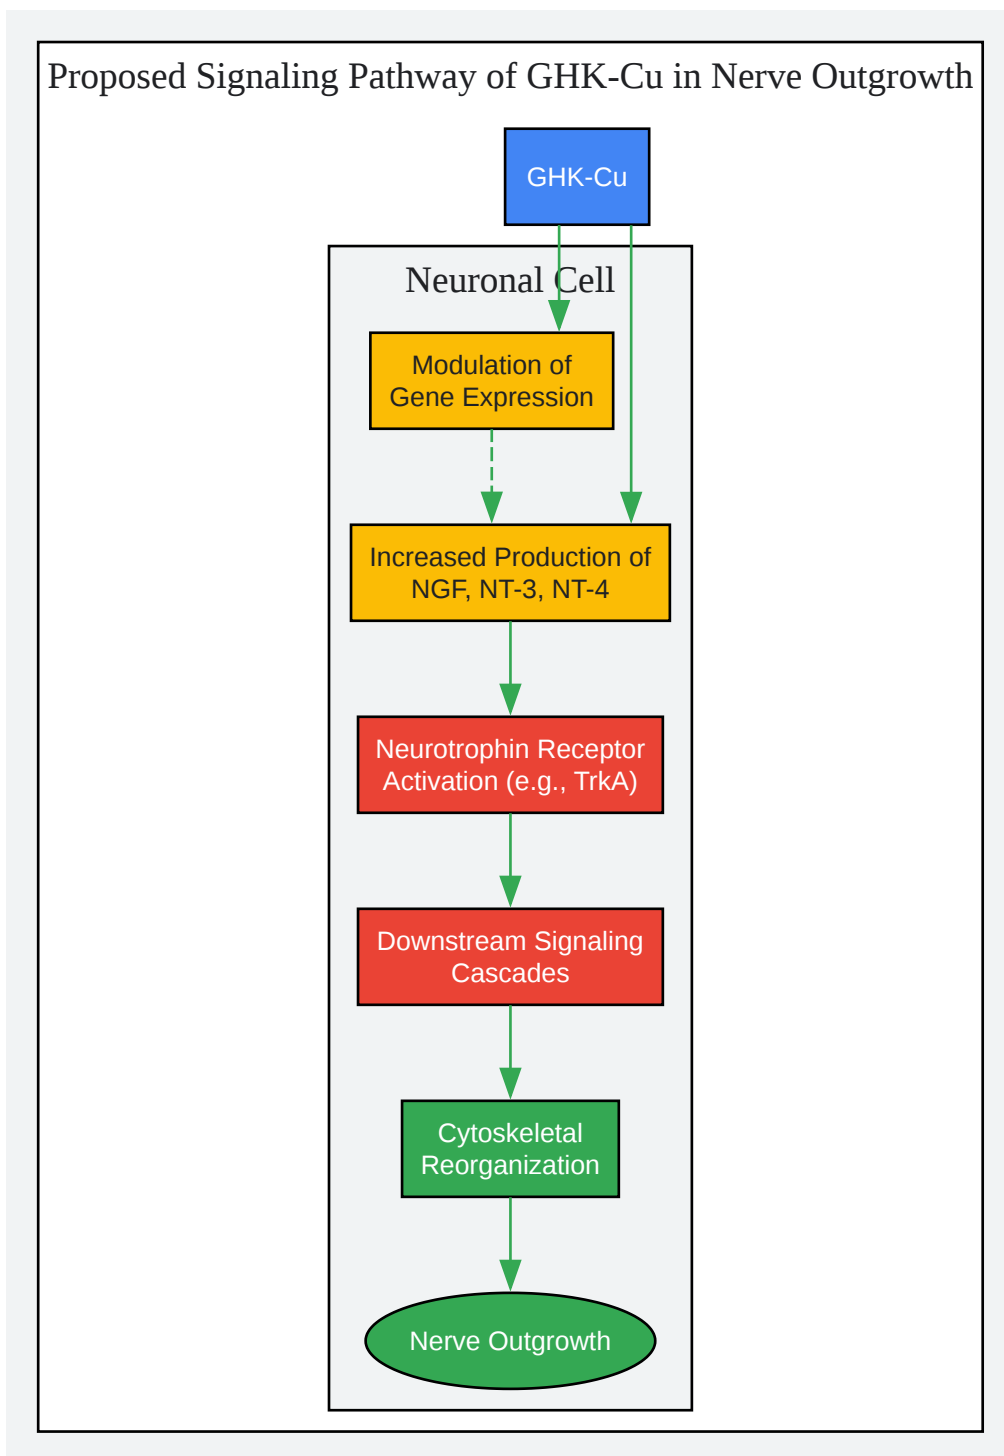 Proposed Signaling Pathway of GHK-Cu in Nerve Outgrowth
GHK-Cu
Neuronal Cell
Modulation of
Gene Expression
Increased Production of
NGF, NT-3, NT-4
Neurotrophin Receptor
Activation (e.g., TrkA)
Downstream Signaling
Cascades
Cytoskeletal
Reorganization
Nerve Outgrowth